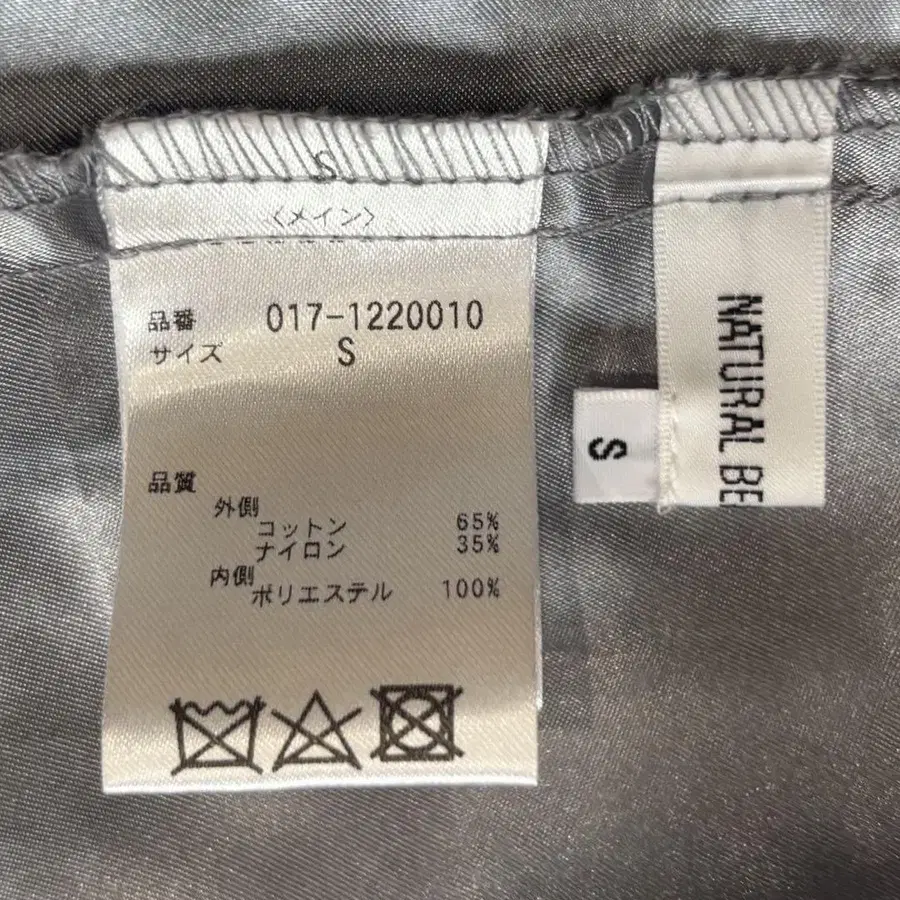 S
〈メイン〉
品番 017-1220010
サイズ S
品質
外側
コットン 65%
ナイロン 35%
内側
ポリエステル 100%
NATURAL BE
S